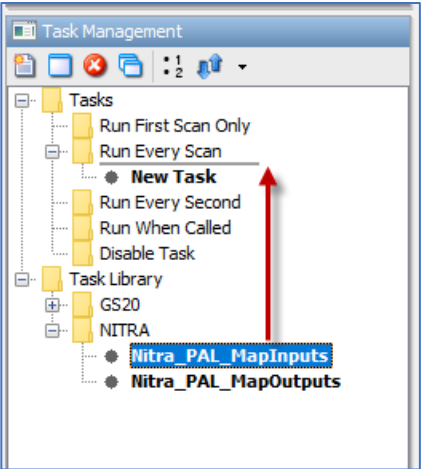 Task Management
Tasks
Run First Scan Only
Run Every Scan
New Task
Run Every Second
Run When Called
Disable Task
Task Library
GS20
NITRA
Nitra_PAL_MapInputs
Nitra_PAL_MapOutputs